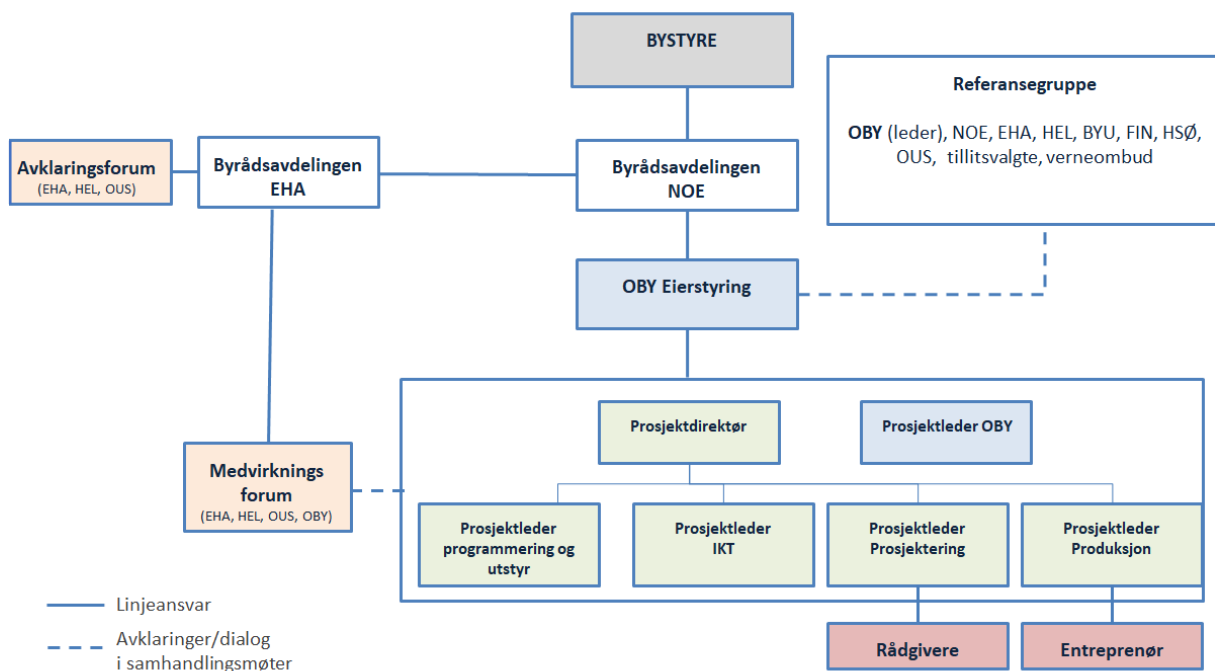 BYSTYRE
Referansegruppe
OBY (leder), NOE, EHA, HEL, BYU, FIN, HSØ,
OUS, tillitsvalgte, verneombud
Avklaringsforum
(EHA, HEL, OUS)
Byrådsavdelingen
EHA
Byrådsavdelingen
NOE
OBY Eierstyring
Prosjektdirektør
Prosjektleder OBY
Medvirknings
forum
(EHA, HEL, OUS, OBY)
Prosjektleder
programmering og
utstyr
Prosjektleder
IKT
Prosjektleder
Prosjektering
Prosjektleder
Produksjon
Linjeansvar
Avklaringer/dialog
i samhandlingsmøter
Rådgivere
Entreprenør